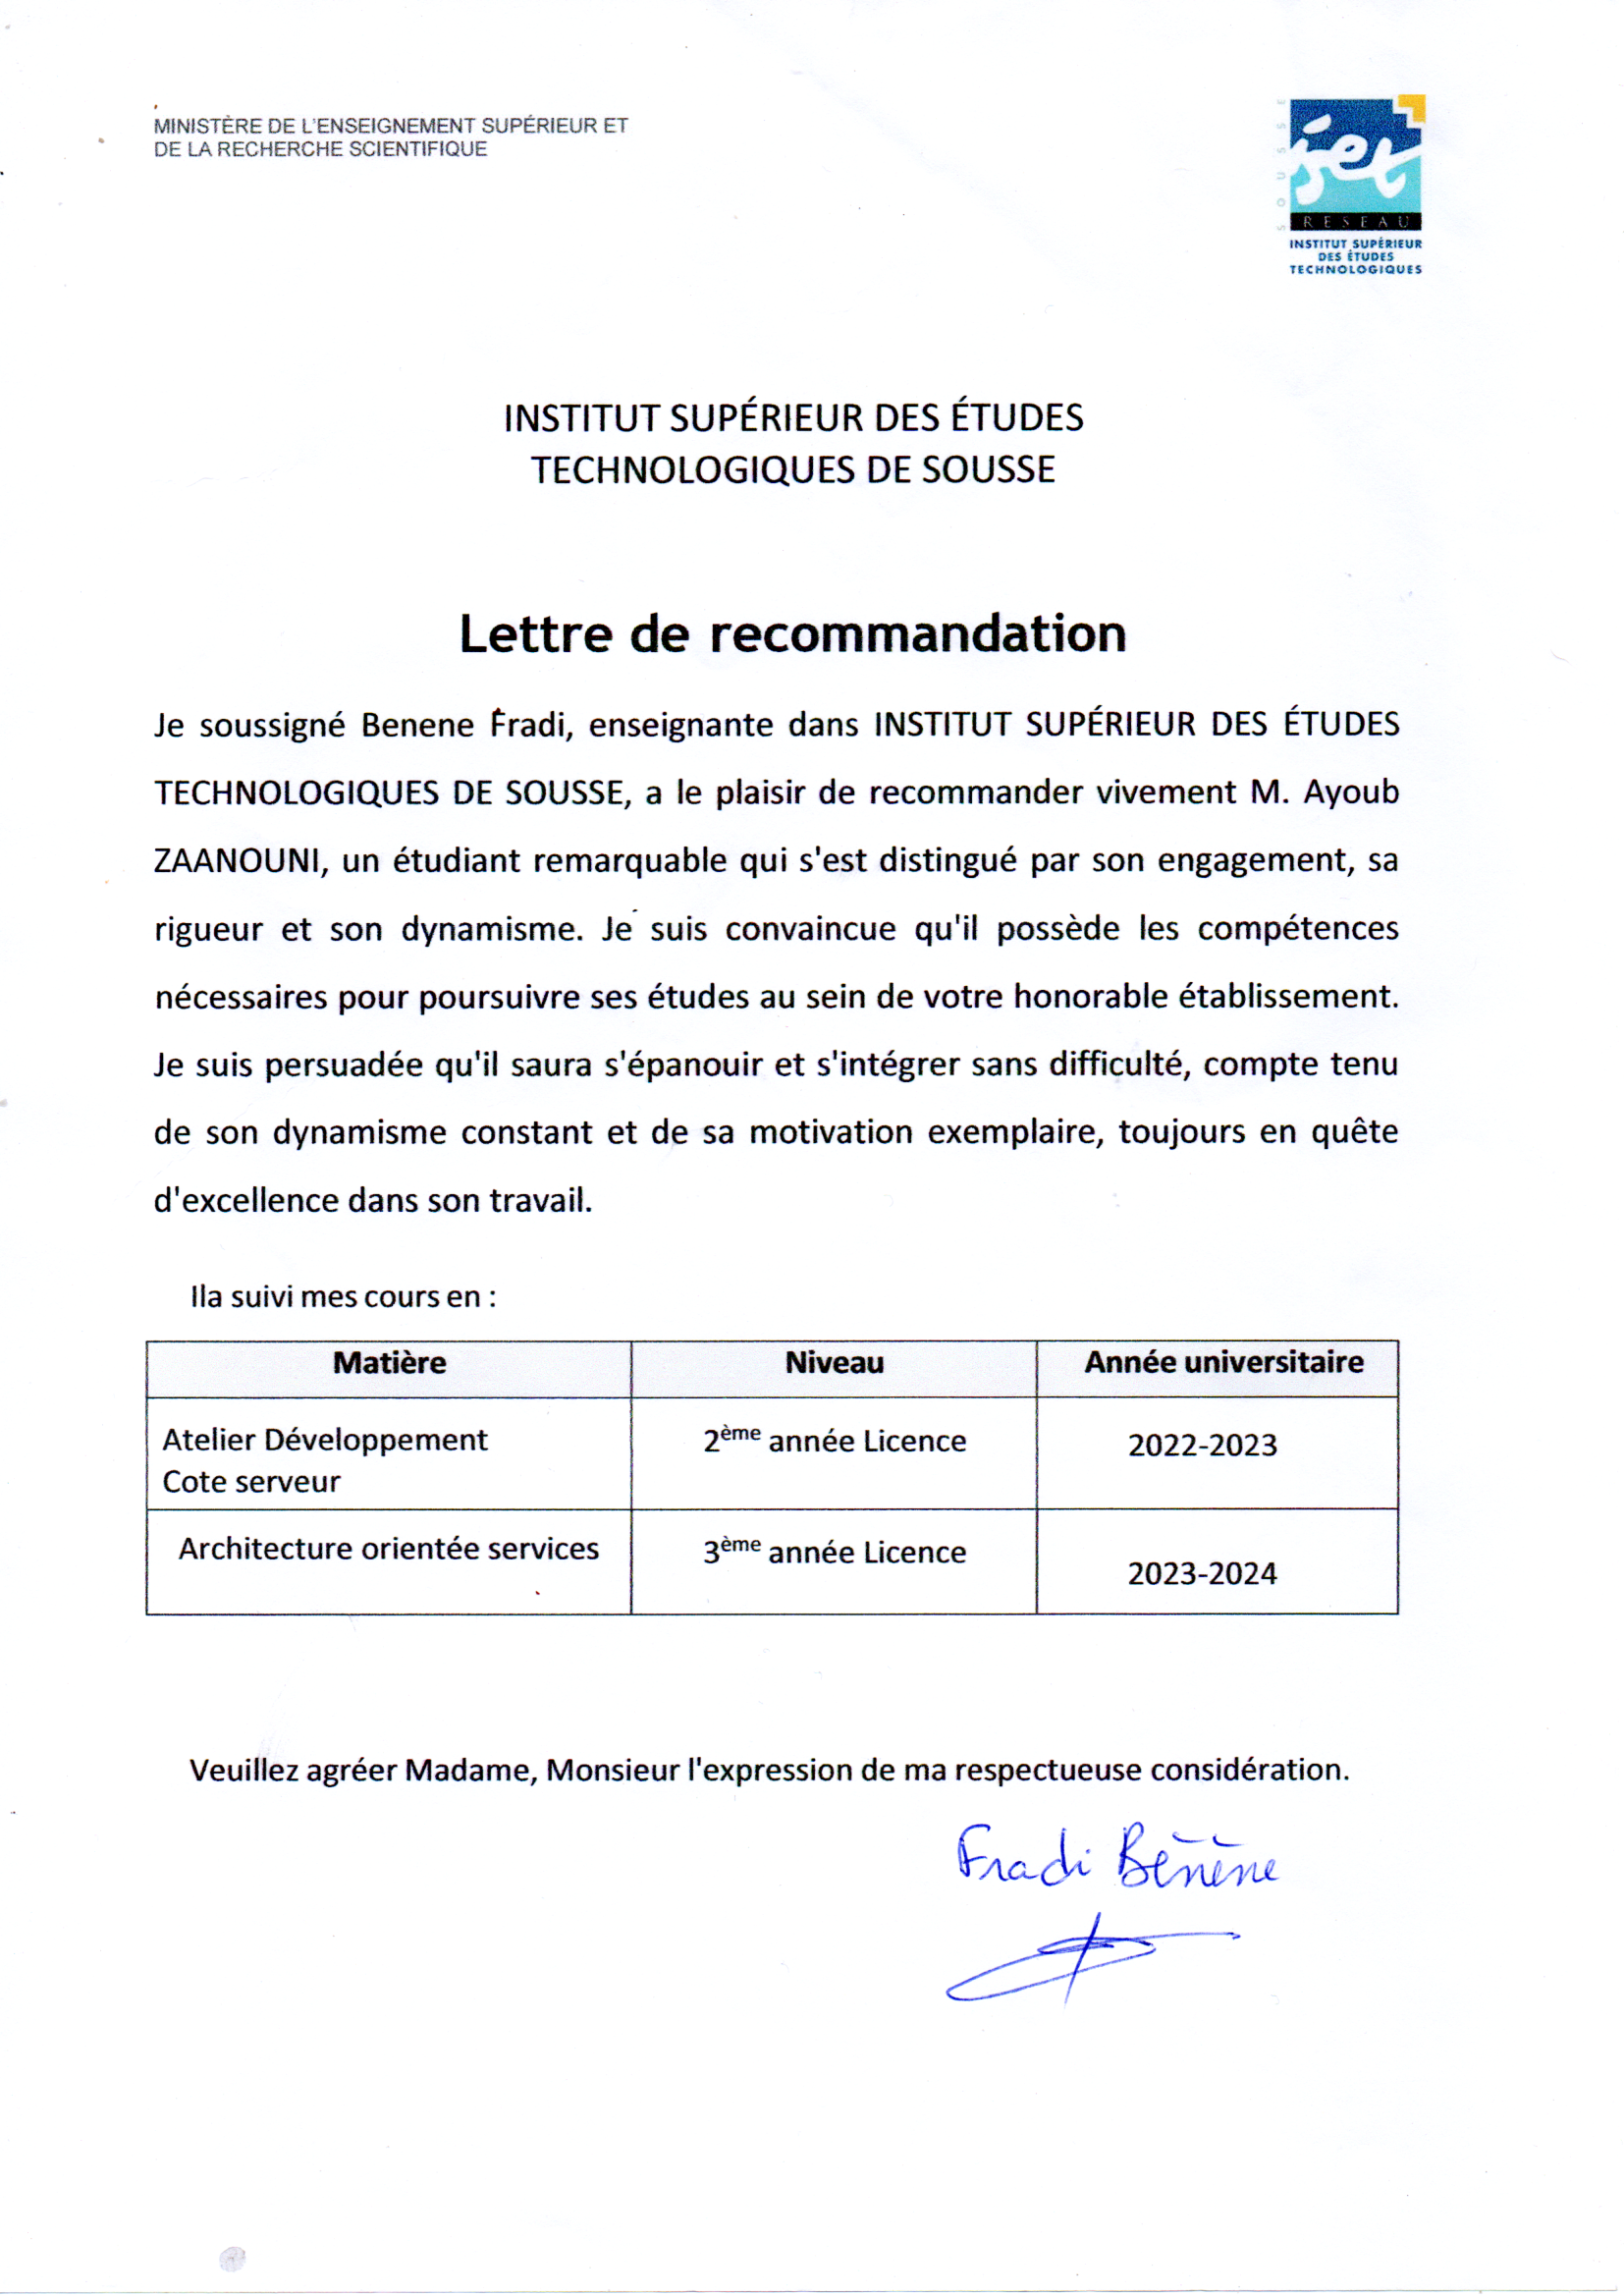 MINISTÈRE DE L'ENSEIGNEMENT SUPÉRIEUR ET
DE LA RECHERCHE SCIENTIFIQUE
SOUSSE
iset
RESEAU
INSTITUT SUPÉRIEUR
DES ÉTUDES
TECHNOLOGIQUES
INSTITUT SUPÉRIEUR DES ÉTUDES
TECHNOLOGIQUES DE SOUSSE
Lettre de recommandation
Je soussigné Benene Fradi, enseignante dans INSTITUT SUPÉRIEUR DES ÉTUDES
TECHNOLOGIQUES DE SOUSSE, a le plaisir de recommander vivement M. Ayoub
ZAANOUNI, un étudiant remarquable qui s'est distingué par son engagement, sa
rigueur et son dynamisme. Je suis convaincue qu'il possède les compétences
nécessaires pour poursuivre ses études au sein de votre honorable établissement.
Je suis persuadée qu'il saura s'épanouir et s'intégrer sans difficulté, compte tenu
de son dynamisme constant et de sa motivation exemplaire, toujours en quête
d'excellence dans son travail.
Ila suivi mes cours en :
Matière Niveau Année universitaire
Atelier Développement
Cote serveur
2ème année Licence
2022-2023
Architecture orientée services
3ème année Licence
2023-2024
Veuillez agréer Madame, Monsieur l'expression de ma respectueuse considération.
Fradi Bénène